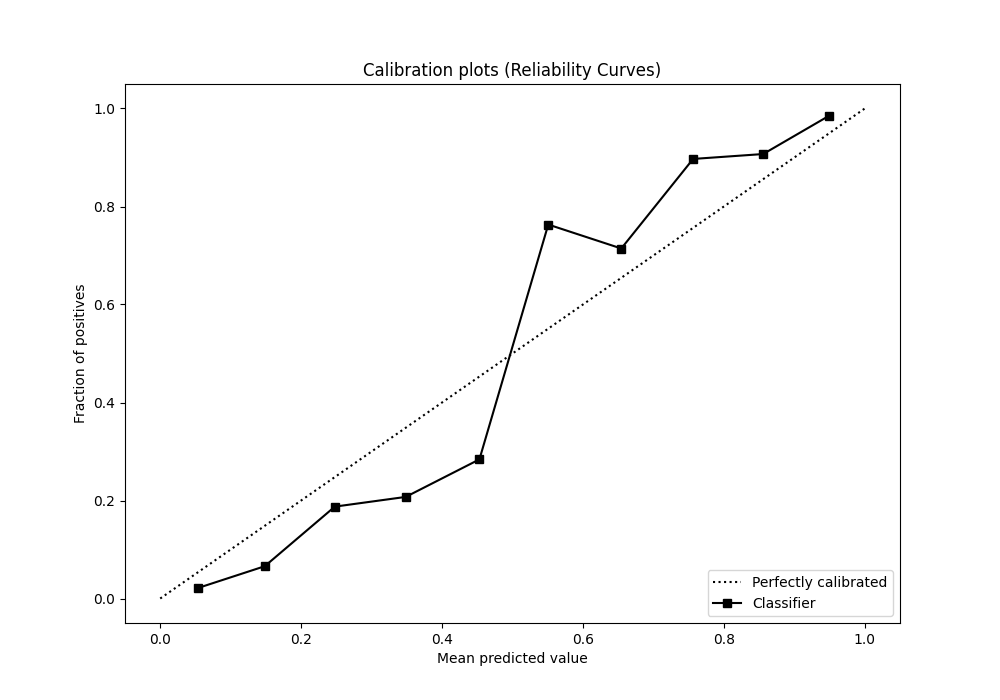 Calibration plots (Reliability Curves)
1.0
0.8
0.6
0.4
0.2
0.0
Fraction of positives
Perfectly calibrated
Classifier
0.0 0.2 0.4 0.6 0.8 1.0
Mean predicted value